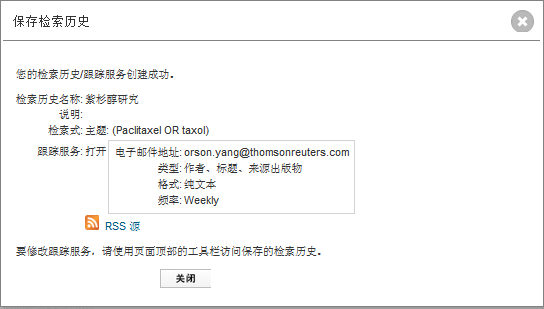 保存检索历史
您的检索历史/跟踪服务创建成功。
检索历史名称: 紫杉醇研究
说明:
检索式: 主题: (Paclitaxel OR taxol)
跟踪服务: 打开 电子邮件地址: orson.yang@thomsonreuters.com
类型: 作者、标题、来源出版物
格式: 纯文本
频率: Weekly
RSS 源
要修改跟踪服务，请使用页面顶部的工具栏访问保存的检索历史。
关闭